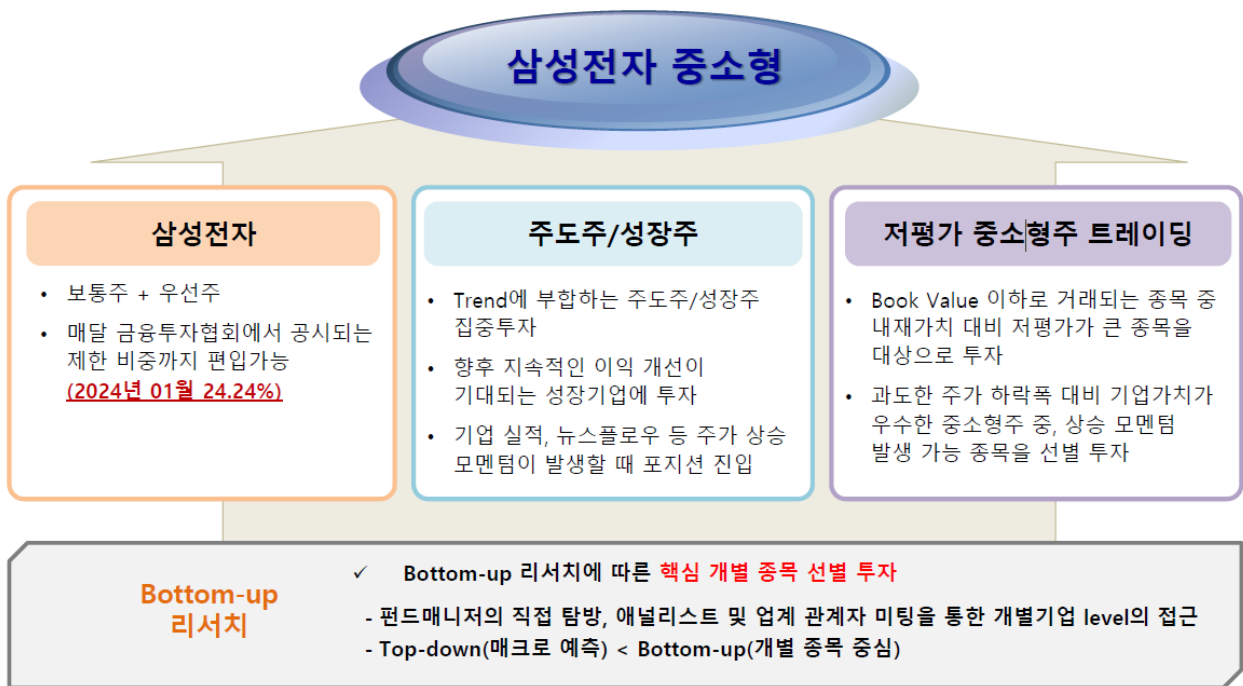 삼성전자 중소형
삼성전자
• 보통주 + 우선주
• 매달 금융투자협회에서 공시되는
제한 비중까지 편입가능
(2024년 01월 24.24%)
주도주/성장주
• Trend에 부합하는 주도주/성장주
집중투자
• 향후 지속적인 이익 개선이
기대되는 성장기업에 투자
• 기업 실적, 뉴스플로우 등 주가 상승
모멘텀이 발생할 때 포지션 진입
저평가 중소형주 트레이딩
• Book Value 이하로 거래되는 종목 중
내재가치 대비 저평가가 큰 종목을
대상으로 투자
• 과도한 주가 하락폭 대비 기업가치가
우수한 중소형주 중, 상승 모멘텀
발생 가능 종목을 선별 투자
Bottom-up
리서치
✓ Bottom-up 리서치에 따른 핵심 개별 종목 선별 투자
- 펀드매니저의 직접 탐방, 애널리스트 및 업계 관계자 미팅을 통한 개별기업 level의 접근
- Top-down(매크로 예측) < Bottom-up(개별 종목 중심)